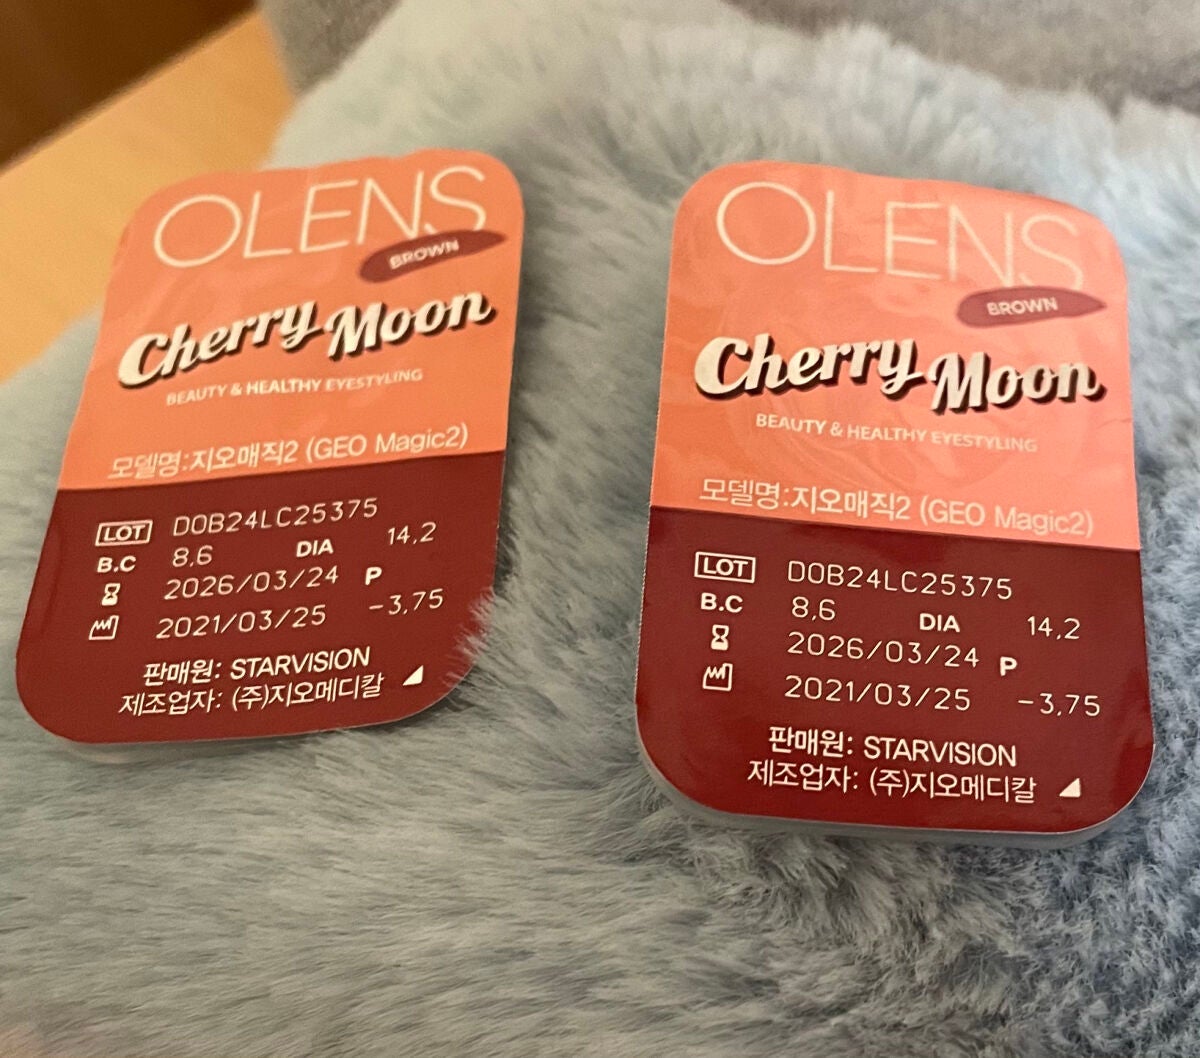 OLENS
BROWN
Cherry Moon
BEAUTY & HEALTHY EYESTYLING
모델명:지오매직2 (GEO Magic2)
LOT DOB24LC25375
B.C 8.6 DIA 14.2
2026/03/24 P
2021/03/25 -3.75
판매원: STARVISION
제조업자: (주)지오메디칼
OLENS
BROWN
Cherry Moon
BEAUTY & HEALTHY EYESTYLING
모델명:지오매직2 (GEO Magic2)
LOT DOB24LC25375
B.C 8.6 DIA 14.2
2026/03/24 P
2021/03/25 -3.75
판매원: STARVISION
제조업자: (주)지오메디칼